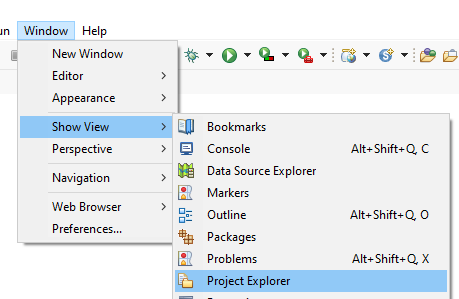 un Window Help
New Window
Editor
Appearance
Show View
Perspective
Navigation
Web Browser
Preferences...
Bookmarks
Console Alt+Shift+Q, C
Data Source Explorer
Markers
Outline Alt+Shift+Q, O
Packages
Problems Alt+Shift+Q, X
Project Explorer